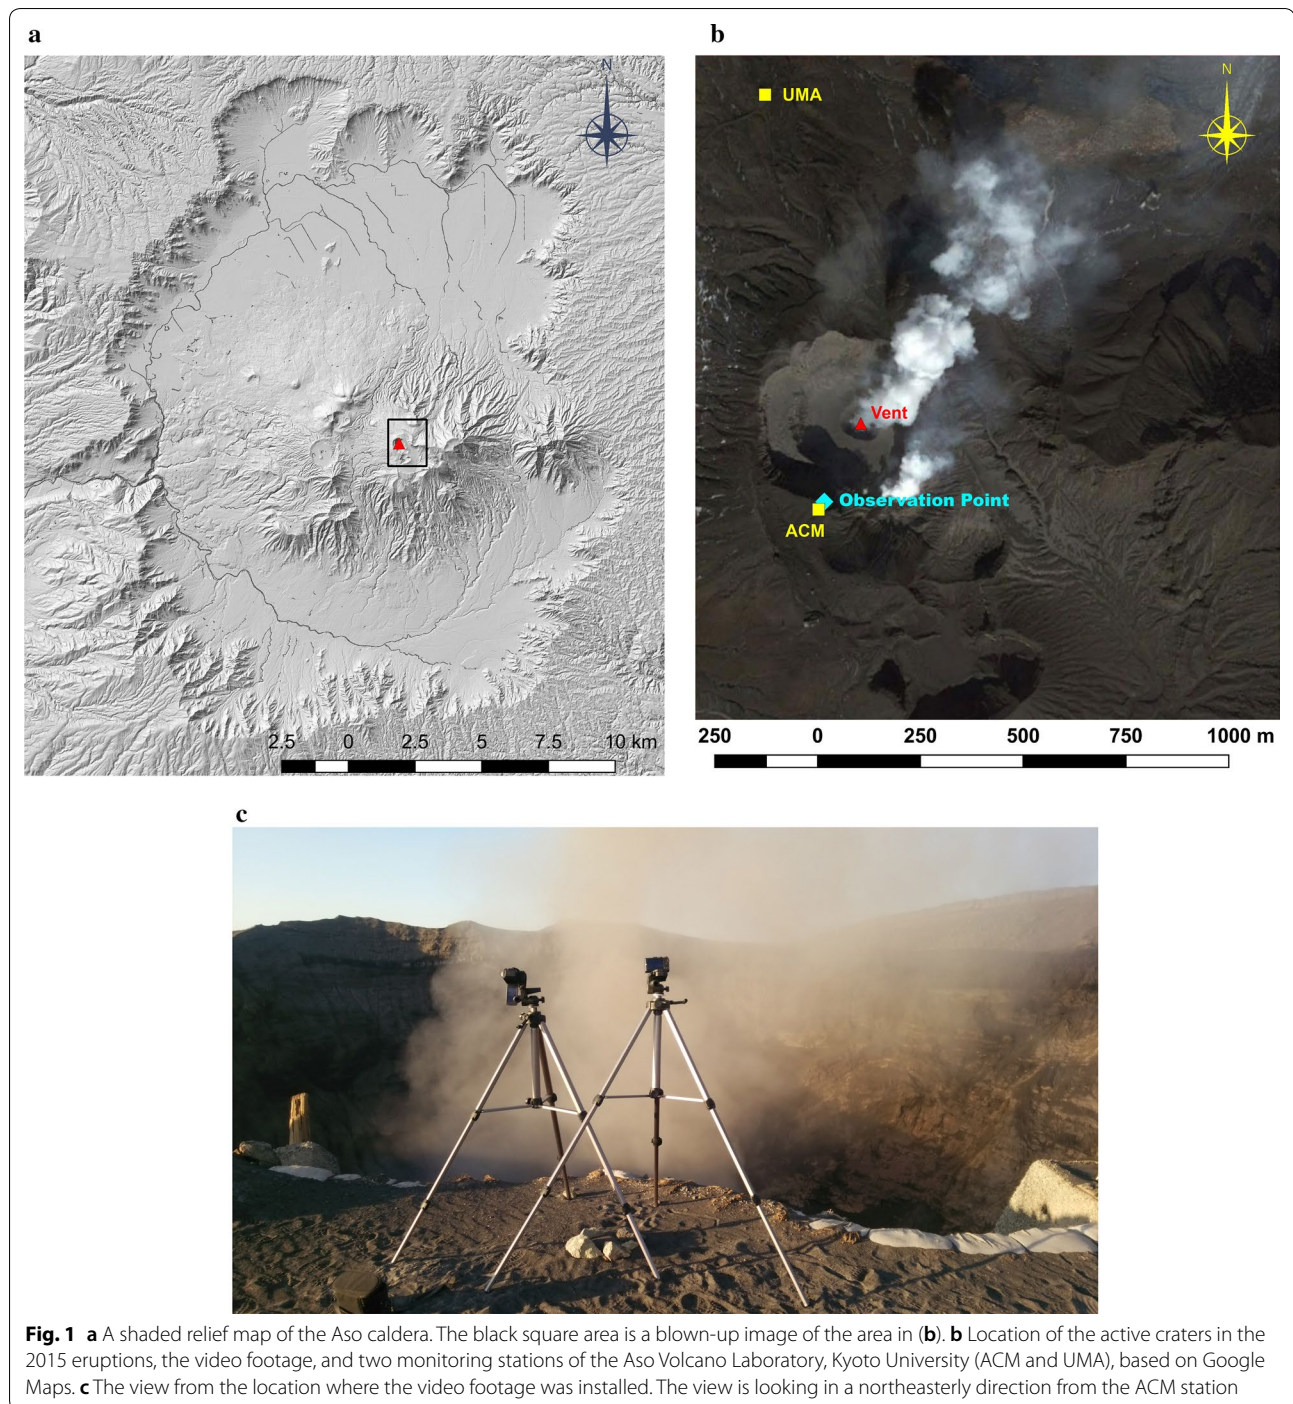 a
N
2.5 0 2.5 5 7.5 10 km
b
UMA
N
Vent
Observation Point
ACM
250 0 250 500 750 1000 m
c
Fig. 1 a A shaded relief map of the Aso caldera. The black square area is a blown-up image of the area in (b). b Location of the active craters in the
2015 eruptions, the video footage, and two monitoring stations of the Aso Volcano Laboratory, Kyoto University (ACM and UMA), based on Google
Maps. c The view from the location where the video footage was installed. The view is looking in a northeasterly direction from the ACM station